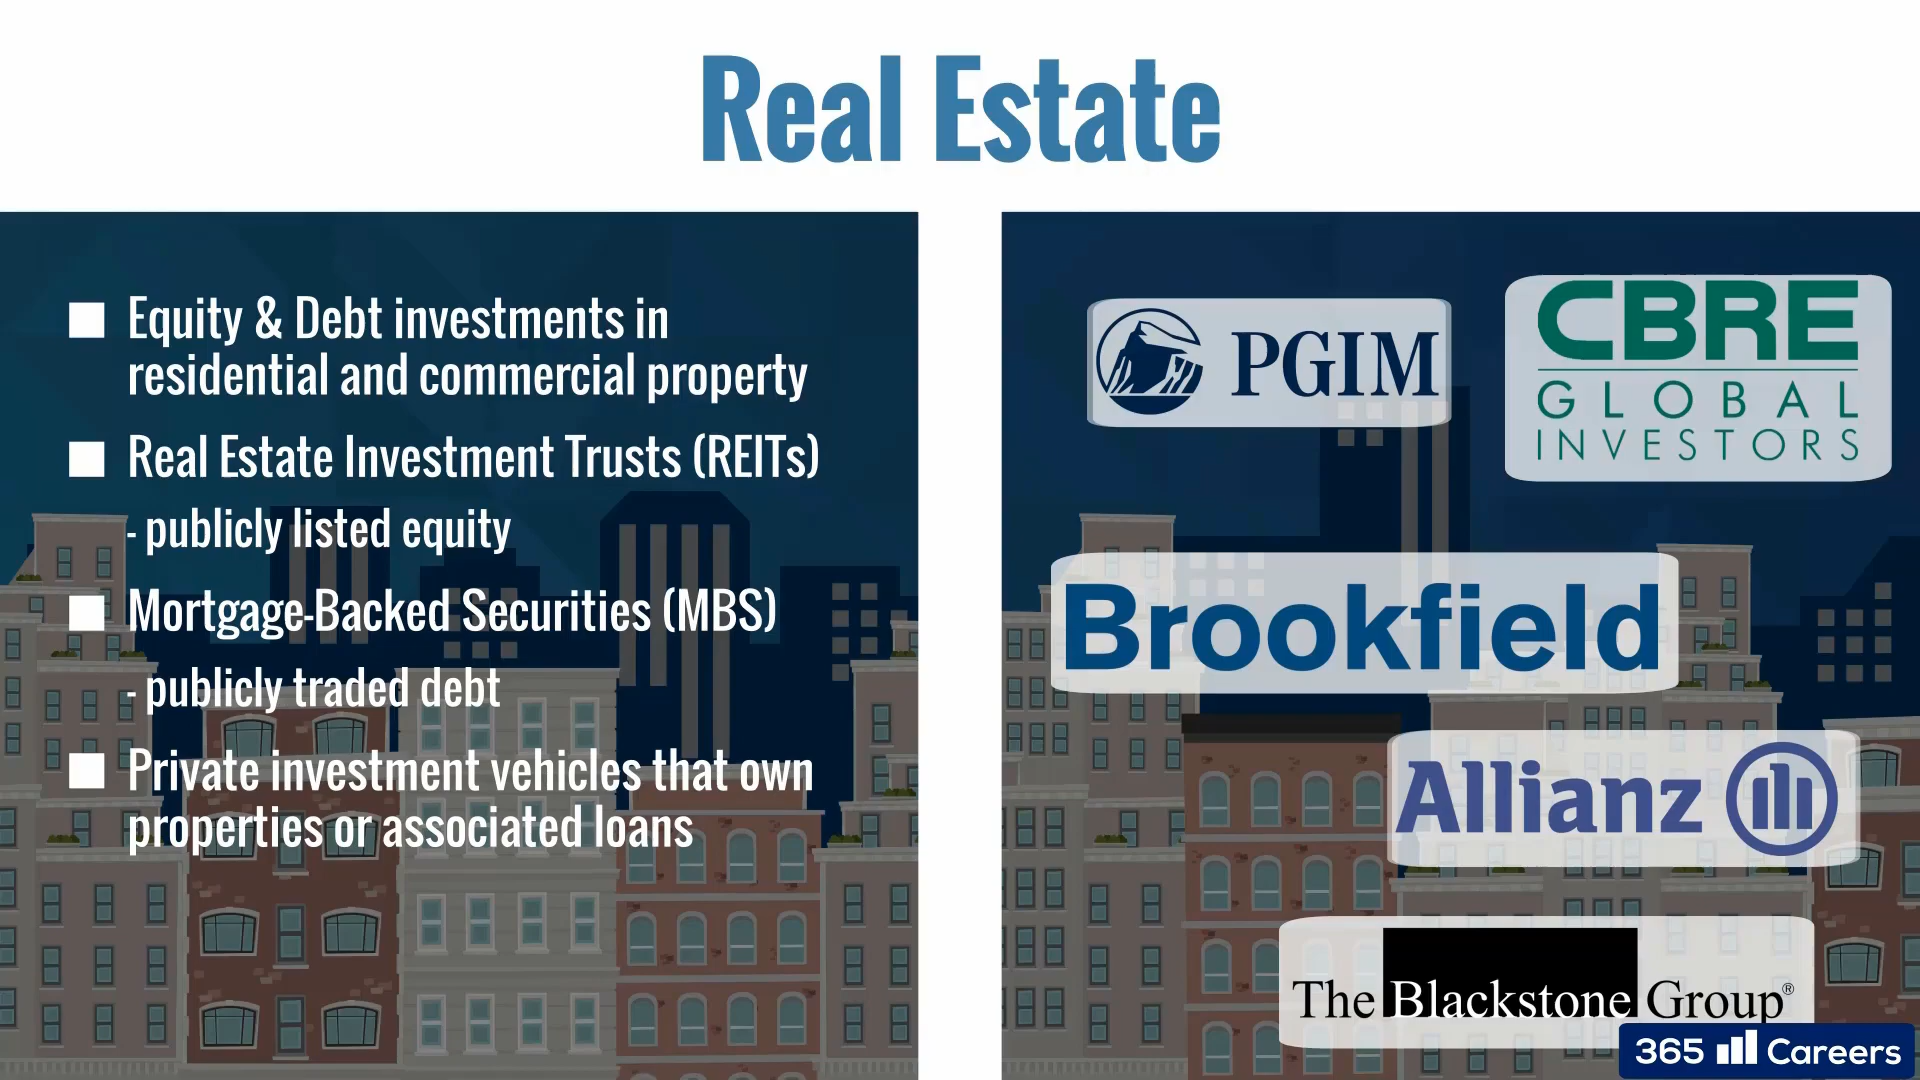 Real Estate
Equity & Debt investments in
residential and commercial property
Real Estate Investment Trusts (REITs)
- publicly listed equity
Mortgage-Backed Securities (MBS)
- publicly traded debt
Private investment vehicles that own
properties or associated loans
PGIM
CBRE
GLOBAL
INVESTORS
Brookfield
Allianz
The Blackstone Group®
365 Careers